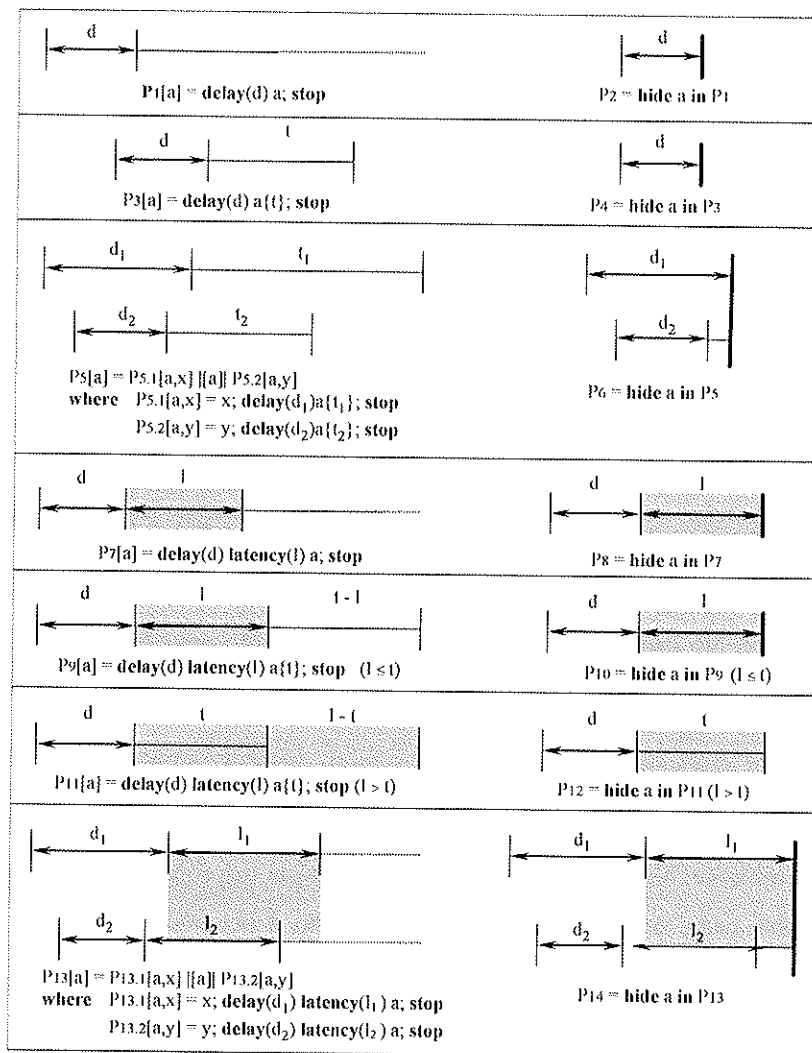 d
d
P1[a] = delay(d) a; stop
P2 = hide a in P1
d t
d
P3[a] = delay(d) a{t}; stop
P4 = hide a in P3
d1 t1
d1
d2 t2
d2
P5[a] = P5.1[a,x] |[a]| P5.2[a,y]
where P5.1[a,x] = x; delay(d1)a{t1}; stop
P5.2[a,y] = y; delay(d2)a{t2}; stop
P6 = hide a in P5
d l
d l
P7[a] = delay(d) latency(l) a; stop
P8 = hide a in P7
d l t - l
d l
P9[a] = delay(d) latency(l) a{t}; stop (l ≤ t)
P10 = hide a in P9 (l ≤ t)
d t l - t
d t
P11[a] = delay(d) latency(l) a{t}; stop (l > t)
P12 = hide a in P11 (l > t)
d1 l1
d1 l1
d2 l2
d2 l2
P13[a] = P13.1[a,x] |[a]| P13.2[a,y]
where P13.1[a,x] = x; delay(d1) latency(l1) a; stop
P13.2[a,y] = y; delay(d2) latency(l2) a; stop
P14 = hide a in P13